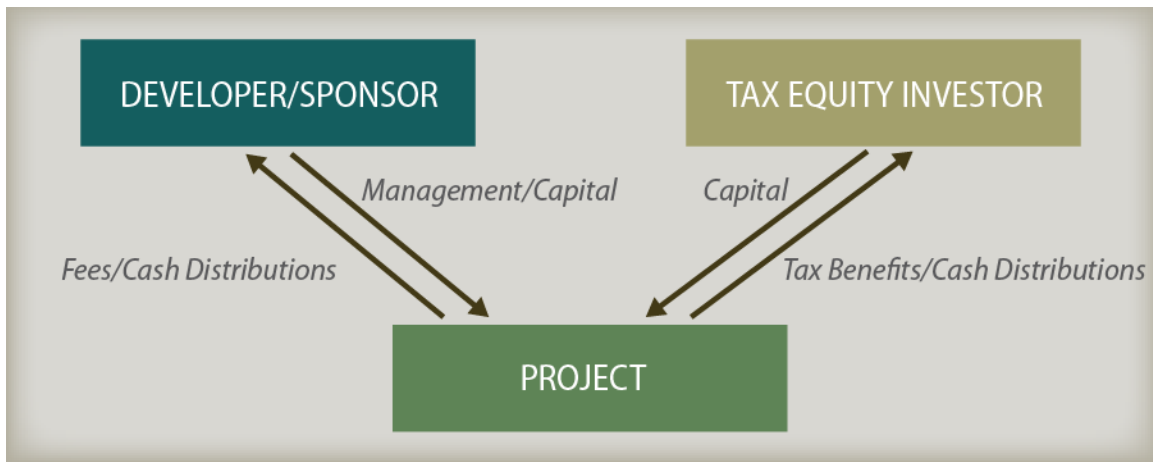 DEVELOPER/SPONSOR
TAX EQUITY INVESTOR
Management/Capital
Capital
Fees/Cash Distributions
Tax Benefits/Cash Distributions
PROJECT